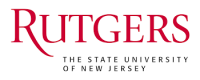 RUTGERS
THE STATE UNIVERSITY
OF NEW JERSEY